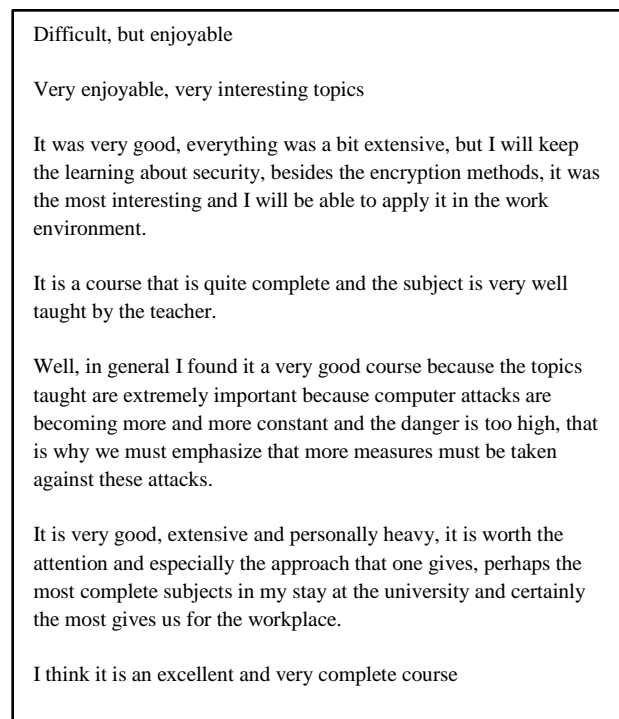 Difficult, but enjoyable
Very enjoyable, very interesting topics
It was very good, everything was a bit extensive, but I will keep
the learning about security, besides the encryption methods, it was
the most interesting and I will be able to apply it in the work
environment.
It is a course that is quite complete and the subject is very well
taught by the teacher.
Well, in general I found it a very good course because the topics
taught are extremely important because computer attacks are
becoming more and more constant and the danger is too high, that
is why we must emphasize that more measures must be taken
against these attacks.
It is very good, extensive and personally heavy, it is worth the
attention and especially the approach that one gives, perhaps the
most complete subjects in my stay at the university and certainly
the most gives us for the workplace.
I think it is an excellent and very complete course